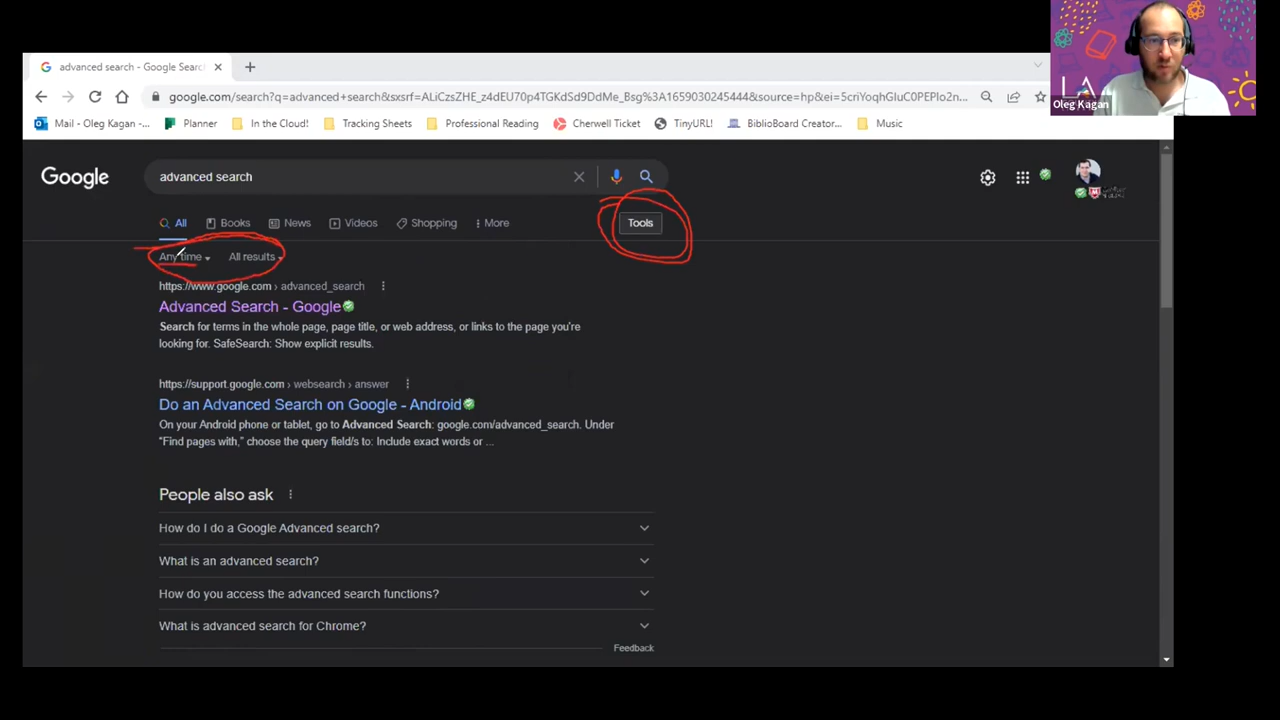 advanced search - Google Searc
google.com/search?q=advanced+search&sxsrf=ALiCzsZHE_z4dEU70p4TGKdSd9DdMe_Bsg%3A1659030245444&source=hp&ei=5criYoqhGluC0PEPlo2n...
LA
Oleg Kagan
Mail - Oleg Kagan -...
Planner
In the Cloud!
Tracking Sheets
Professional Reading
Cherwell Ticket
TinyURL!
BiblioBoard Creator...
Music
Google
advanced search
All
Books
News
Videos
Shopping
More
Tools
Any time
All results
https://www.google.com › advanced_search
Advanced Search - Google
Search for terms in the whole page, page title, or web address, or links to the page you're
looking for. SafeSearch: Show explicit results.
https://support.google.com › websearch › answer
Do an Advanced Search on Google - Android
On your Android phone or tablet, go to Advanced Search: google.com/advanced_search. Under
"Find pages with," choose the query field/s to: Include exact words or ...
People also ask
How do I do a Google Advanced search?
What is an advanced search?
How do you access the advanced search functions?
What is advanced search for Chrome?
Feedback